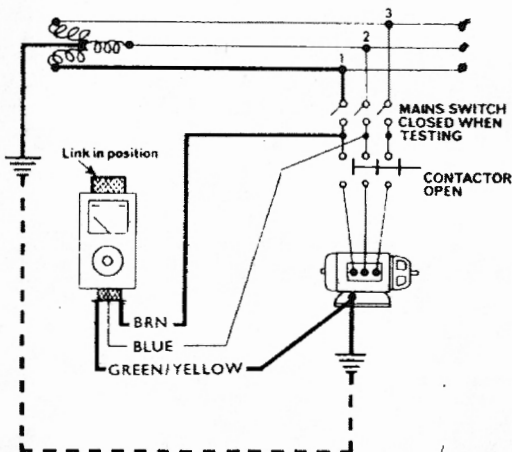 3
2
1
MAINS SWITCH
CLOSED WHEN
TESTING
Link in position
CONTACTOR
OPEN
BRN
BLUE
GREEN/YELLOW